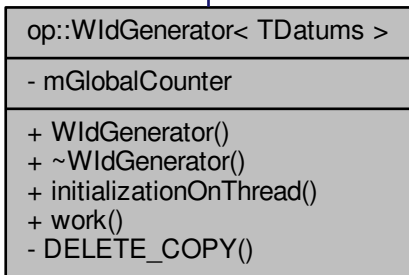 op::WIdGenerator< TDatums >
- mGlobalCounter
+ WIdGenerator()
+ ~WIdGenerator()
+ initializationOnThread()
+ work()
- DELETE_COPY()